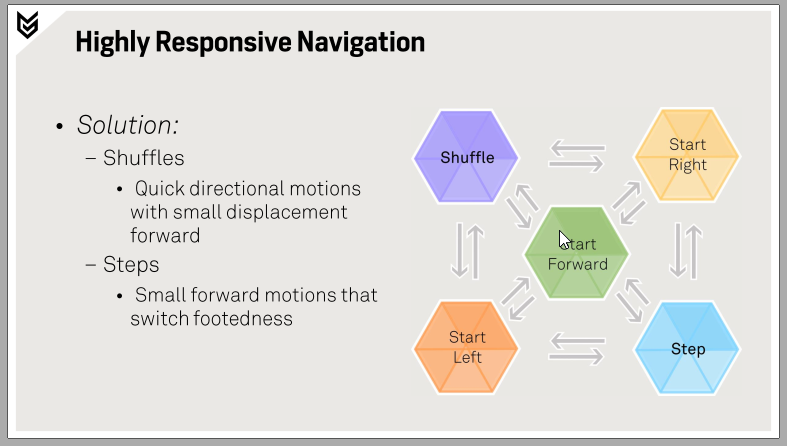 Highly Responsive Navigation
• Solution:
– Shuffles
• Quick directional motions
with small displacement
forward
– Steps
• Small forward motions that
switch footedness
Shuffle
Start
Right
Start
Forward
Start
Left
Step